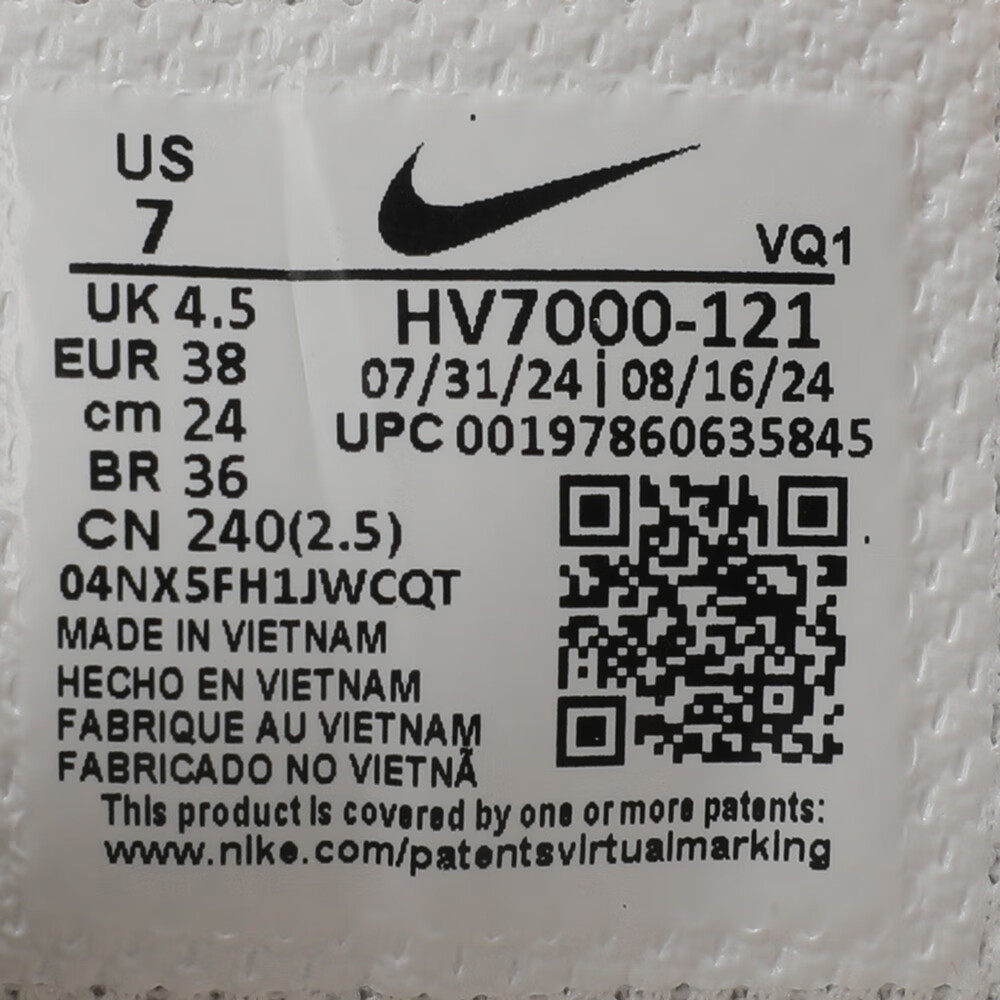 US
7
VQ1
UK 4.5
EUR 38
cm 24
BR 36
CN 240(2.5)
HV7000-121
07/31/24 | 08/16/24
UPC 00197860635845
04NX5FH1JWCQT
MADE IN VIETNAM
HECHO EN VIETNAM
FABRIQUE AU VIETNAM
FABRICADO NO VIETNÃ
This product is covered by one or more patents:
www.nike.com/patentsvirtualmarking